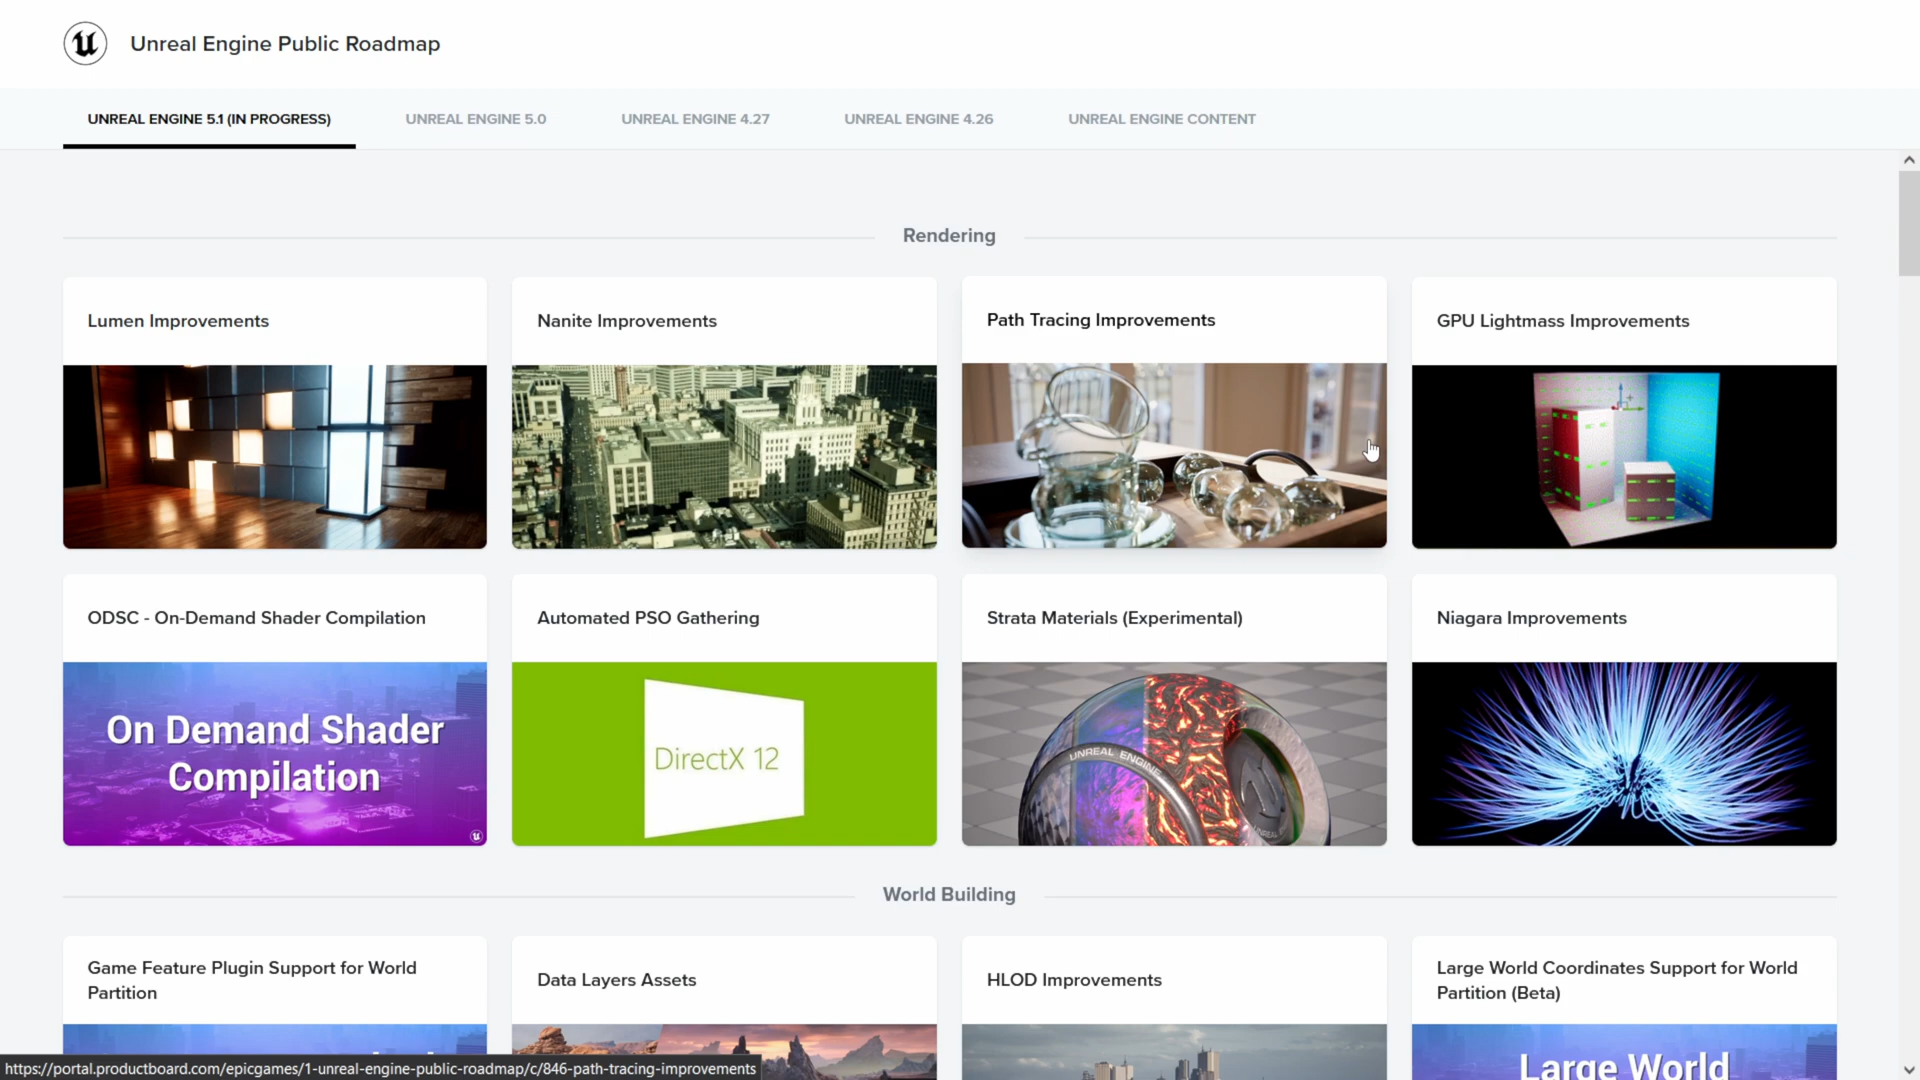 Unreal Engine Public Roadmap
UNREAL ENGINE 5.1 (IN PROGRESS) UNREAL ENGINE 5.0 UNREAL ENGINE 4.27 UNREAL ENGINE 4.26 UNREAL ENGINE CONTENT
Rendering
Lumen Improvements
Nanite Improvements
Path Tracing Improvements
GPU Lightmass Improvements
ODSC - On-Demand Shader Compilation
On Demand Shader
Compilation
Automated PSO Gathering
DirectX 12
Strata Materials (Experimental)
UNREAL ENGINE
UNREAL
Niagara Improvements
World Building
Game Feature Plugin Support for World
Partition
Data Layers Assets
HLOD Improvements
Large World Coordinates Support for World
Partition (Beta)
Large World
https://portal.productboard.com/epicgames/1-unreal-engine-public-roadmap/c/846-path-tracing-improvements